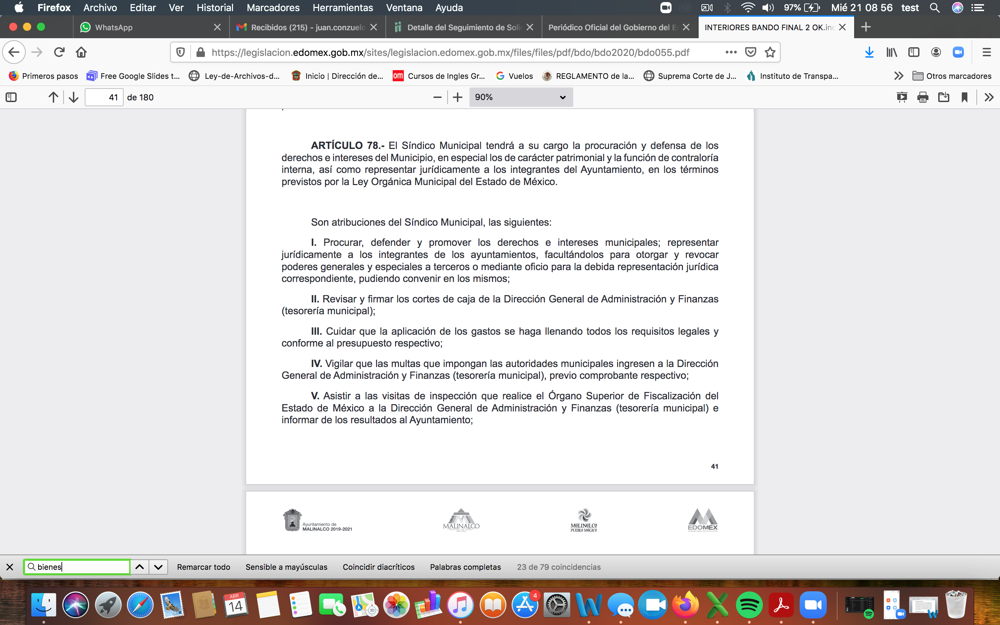 Firefox Archivo Editar Ver Historial Marcadores Herramientas Ventana Ayuda 97% Mié 21 08 56 test
WhatsApp Recibidos (215) - juan.conzuelo Detalle del Seguimiento de Soli Periódico Oficial del Gobierno del E INTERIORES BANDO FINAL 2 OK.inc
https://legislacion.edomex.gob.mx/sites/legislacion.edomex.gob.mx/files/files/pdf/bdo/bdo2020/bdo055.pdf
Primeros pasos Free Google Slides t... Ley-de-Archivos-d... Inicio | Dirección de... om Cursos de Ingles Gr... Vuelos REGLAMENTO de la... Suprema Corte de J... Instituto de Transpa... Otros marcadores
41 de 180 90%
ARTÍCULO 78.- El Síndico Municipal tendrá a su cargo la procuración y defensa de los
derechos e intereses del Municipio, en especial los de carácter patrimonial y la función de contraloría
interna, así como representar jurídicamente a los integrantes del Ayuntamiento, en los términos
previstos por la Ley Orgánica Municipal del Estado de México.
Son atribuciones del Síndico Municipal, las siguientes:
I. Procurar, defender y promover los derechos e intereses municipales; representar
jurídicamente a los integrantes de los ayuntamientos, facultándolos para otorgar y revocar
poderes generales y especiales a terceros o mediante oficio para la debida representación jurídica
correspondiente, pudiendo convenir en los mismos;
II. Revisar y firmar los cortes de caja de la Dirección General de Administración y Finanzas
(tesorería municipal);
III. Cuidar que la aplicación de los gastos se haga llenando todos los requisitos legales y
conforme al presupuesto respectivo;
IV. Vigilar que las multas que impongan las autoridades municipales ingresen a la Dirección
General de Administración y Finanzas (tesorería municipal), previo comprobante respectivo;
V. Asistir a las visitas de inspección que realice el Órgano Superior de Fiscalización del
Estado de México a la Dirección General de Administración y Finanzas (tesorería municipal) e
informar de los resultados al Ayuntamiento;
41
Ayuntamiento de
MALINALCO 2019-2021
MALINALCO
MALINALCO
PUEBLO MÁGICO
EDOMÉX
bienes Remarcar todo Sensible a mayúsculas Coincidir diacríticos Palabras completas 23 de 79 coincidencias
ABR
14
3D
4